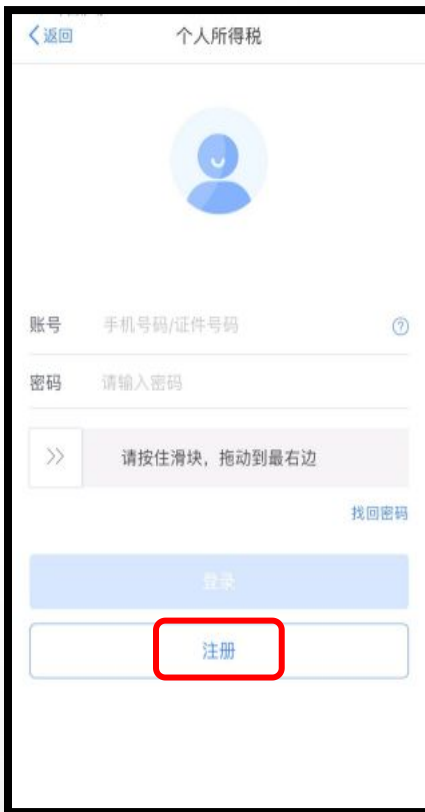 返回 个人所得税
账号 手机号码/证件号码
密码 请输入密码
请按住滑块，拖动到最右边
找回密码
登录
注册